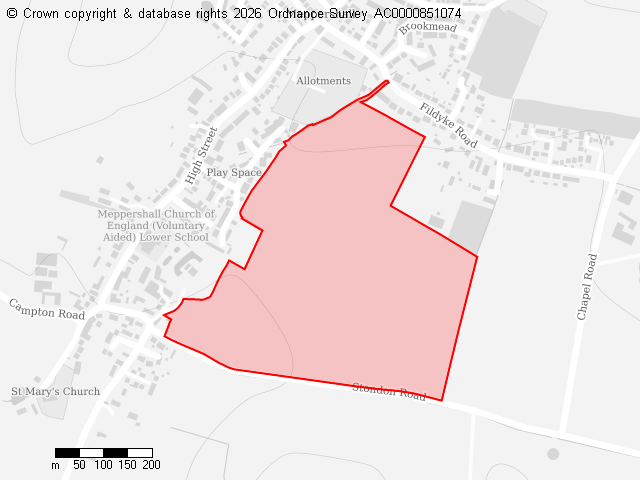 © Crown copyright & database rights 2026 Ordnance Survey AC0000851074
Brookmead
Allotments
Fildyke Road
High Street
Play Space
Meppershall Church of
England (Voluntary
Aided) Lower School
Chapel Road
Campton Road
Stondon Road
St Mary's Church
m 50 100 150 200